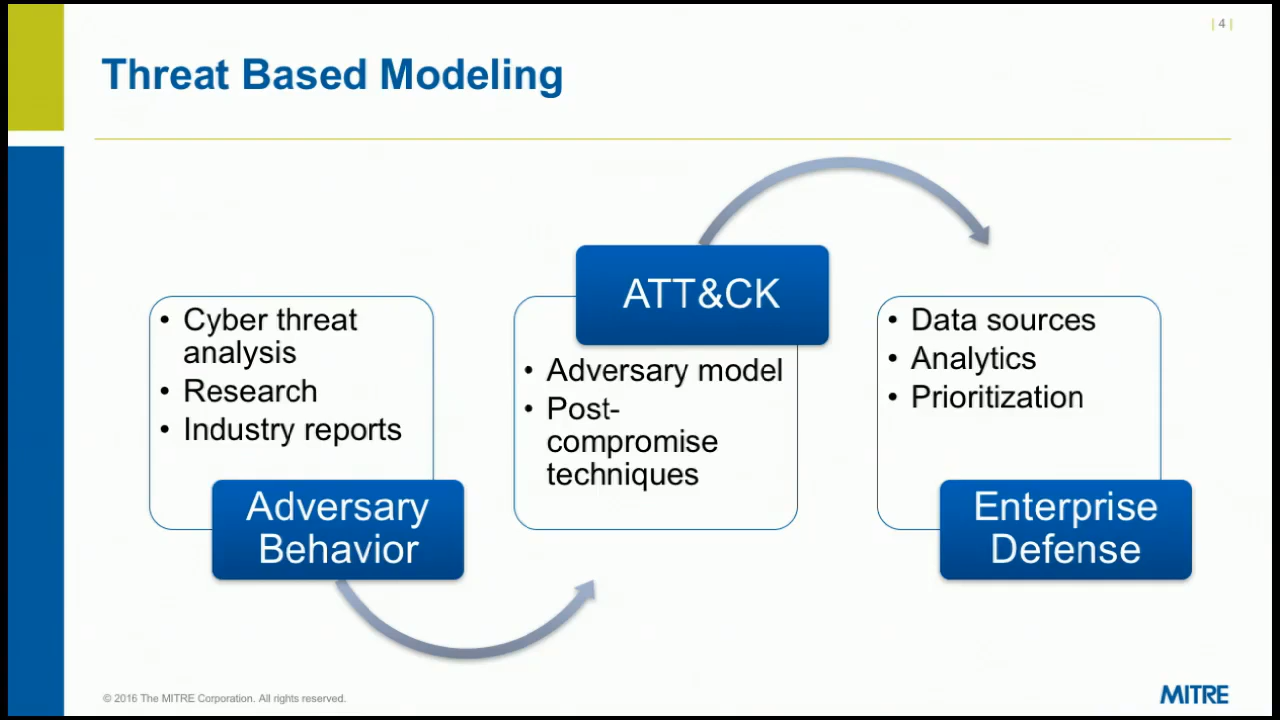 | 4 |
Threat Based Modeling
• Cyber threat
analysis
• Research
• Industry reports
Adversary
Behavior
ATT&CK
• Adversary model
• Post-
compromise
techniques
• Data sources
• Analytics
• Prioritization
Enterprise
Defense
© 2016 The MITRE Corporation. All rights reserved.
MITRE